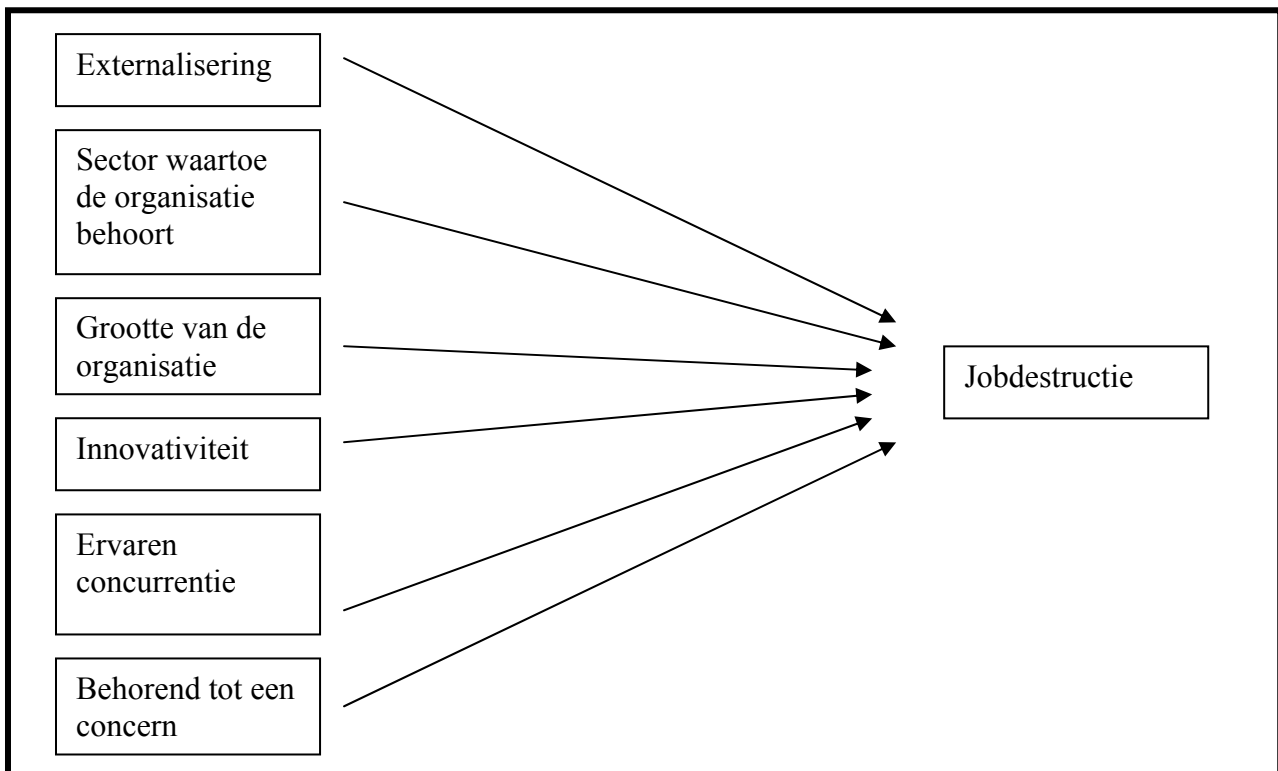 Externalisering
Sector waartoe
de organisatie
behoort
Grootte van de
organisatie
Innovativiteit
Ervaren
concurrentie
Behorend tot een
concern
Jobdestructie